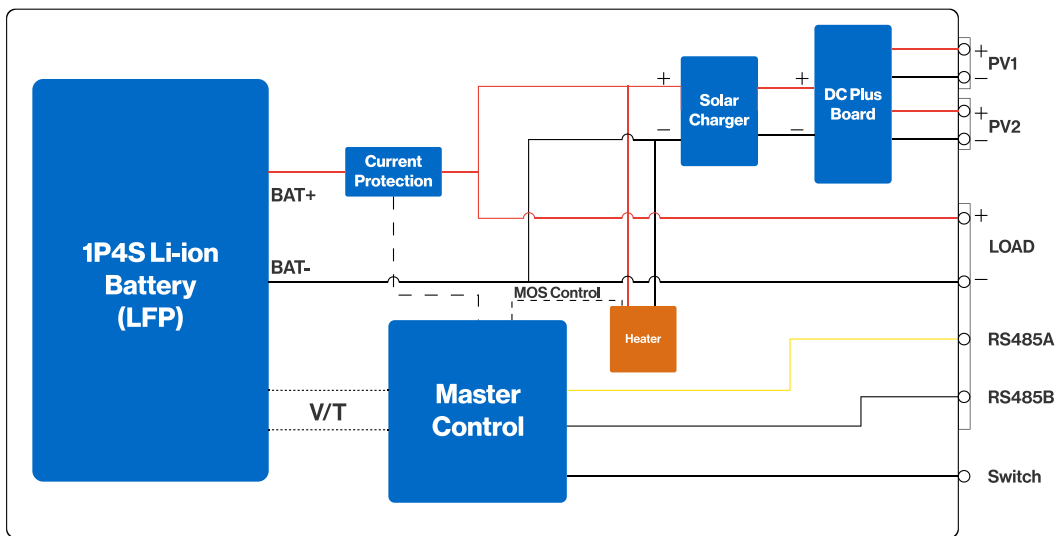 1P4S Li-ion
Battery
(LFP)
BAT+
BAT-
Current
Protection
+
−
Solar
Charger
+
−
DC Plus
Board
+
−
PV1
+
−
PV2
+
LOAD
−
MOS Control
Heater
V/T
Master
Control
RS485A
RS485B
Switch